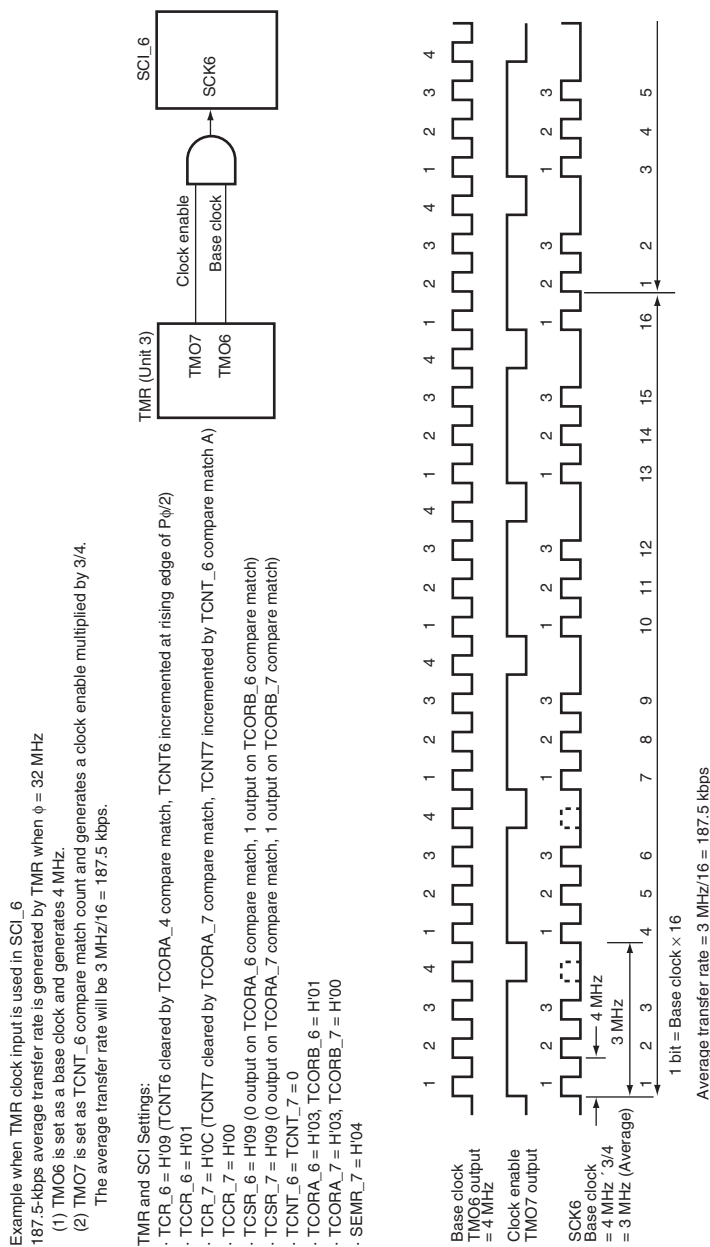 Example when TMR clock input is used in SCI_6
187.5-kbps average transfer rate is generated by TMR when ϕ = 32 MHz
(1) TMO6 is set as a base clock and generates 4 MHz.
(2) TMO7 is set as TCNT_6 compare match count and generates a clock enable multiplied by 3/4.
The average transfer rate will be 3 MHz/16 = 187.5 kbps.
TMR and SCI Settings:
· TCR_6 = H'09 (TCNT6 cleared by TCORA_4 compare match, TCNT6 incremented at rising edge of Pϕ/2)
· TCCR_6 = H'01
· TCR_7 = H'0C (TCNT7 cleared by TCORA_7 compare match, TCNT7 incremented by TCNT_6 compare match A)
· TCCR_7 = H'00
· TCSR_6 = H'09 (0 output on TCORA_6 compare match, 1 output on TCORB_6 compare match)
· TCSR_7 = H'09 (0 output on TCORA_7 compare match, 1 output on TCORB_7 compare match)
· TCNT_6 = TCNT_7 = 0
· TCORA_6 = H'03, TCORB_6 = H'01
· TCORA_7 = H'03, TCORB_7 = H'00
· SEMR_7 = H'04
TMR (Unit 3)
TMO7
TMO6
Clock enable
Base clock
SCI_6
SCK6
Base clock
TMO6 output
= 4 MHz
1 2 3 4 1 2 3 4 1 2 3 4 1 2 3 4 1 2 3 4 1 2 3 4 1 2 3 4
Clock enable
TMO7 output
SCK6
Base clock
= 4 MHz ´ 3/4
= 3 MHz (Average)
1 2 3 1 2 3 1 2 3 1 2 3 1 2 3 1 2 3 1 2 3
4 MHz
3 MHz
1 2 3 4 5 6 7 8 9 10 11 12 13 14 15 16 1 2 3 4 5
1 bit = Base clock × 16
Average transfer rate = 3 MHz/16 = 187.5 kbps